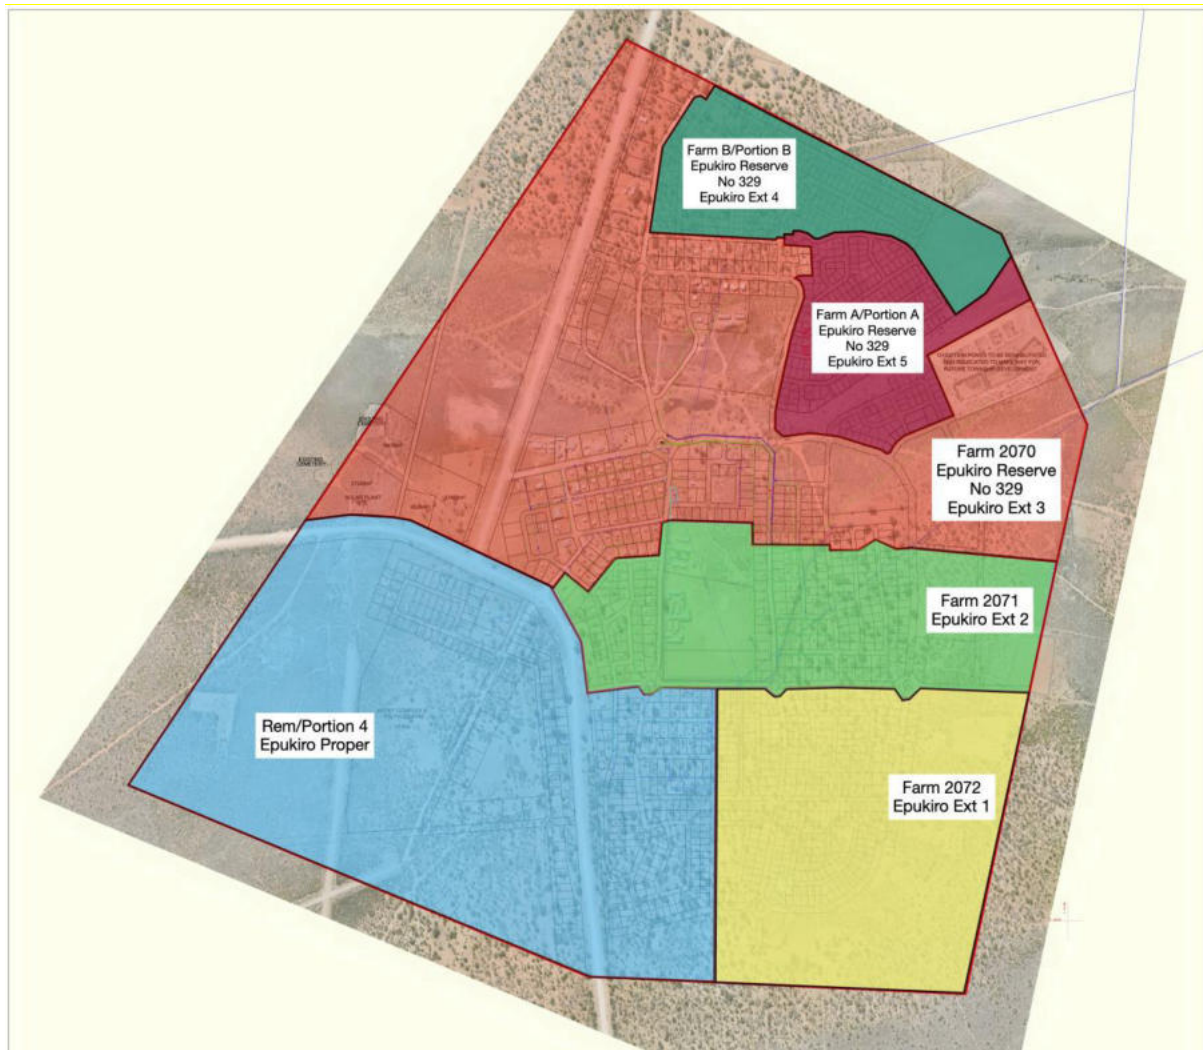 Farm B/Portion B
Epukiro Reserve
No 329
Epukiro Ext 4
Farm A/Portion A
Epukiro Reserve
No 329
Epukiro Ext 5
Farm 2070
Epukiro Reserve
No 329
Epukiro Ext 3
EXISTING
CEMETERY
Farm 2071
Epukiro Ext 2
Rem/Portion 4
Epukiro Proper
Farm 2072
Epukiro Ext 1